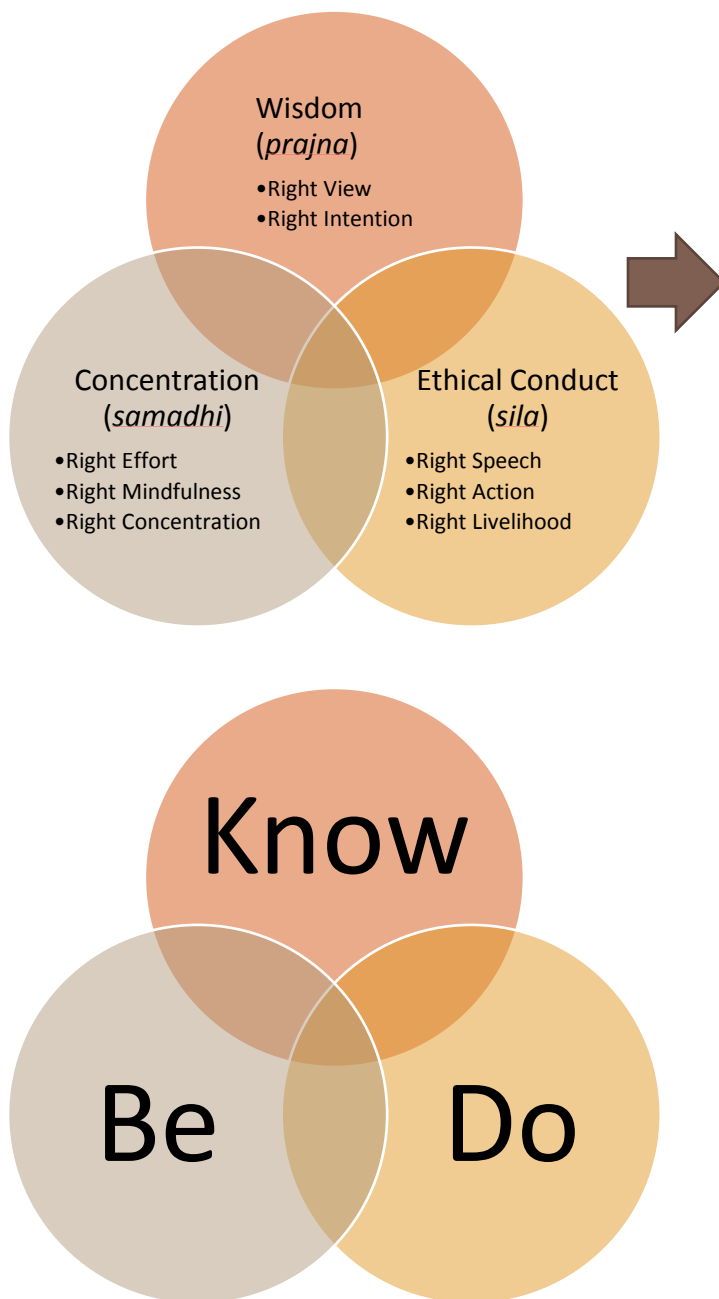 Wisdom
(prajna)
•Right View
•Right Intention
Concentration
(samadhi)
•Right Effort
•Right Mindfulness
•Right Concentration
Ethical Conduct
(sila)
•Right Speech
•Right Action
•Right Livelihood
Know
Be
Do